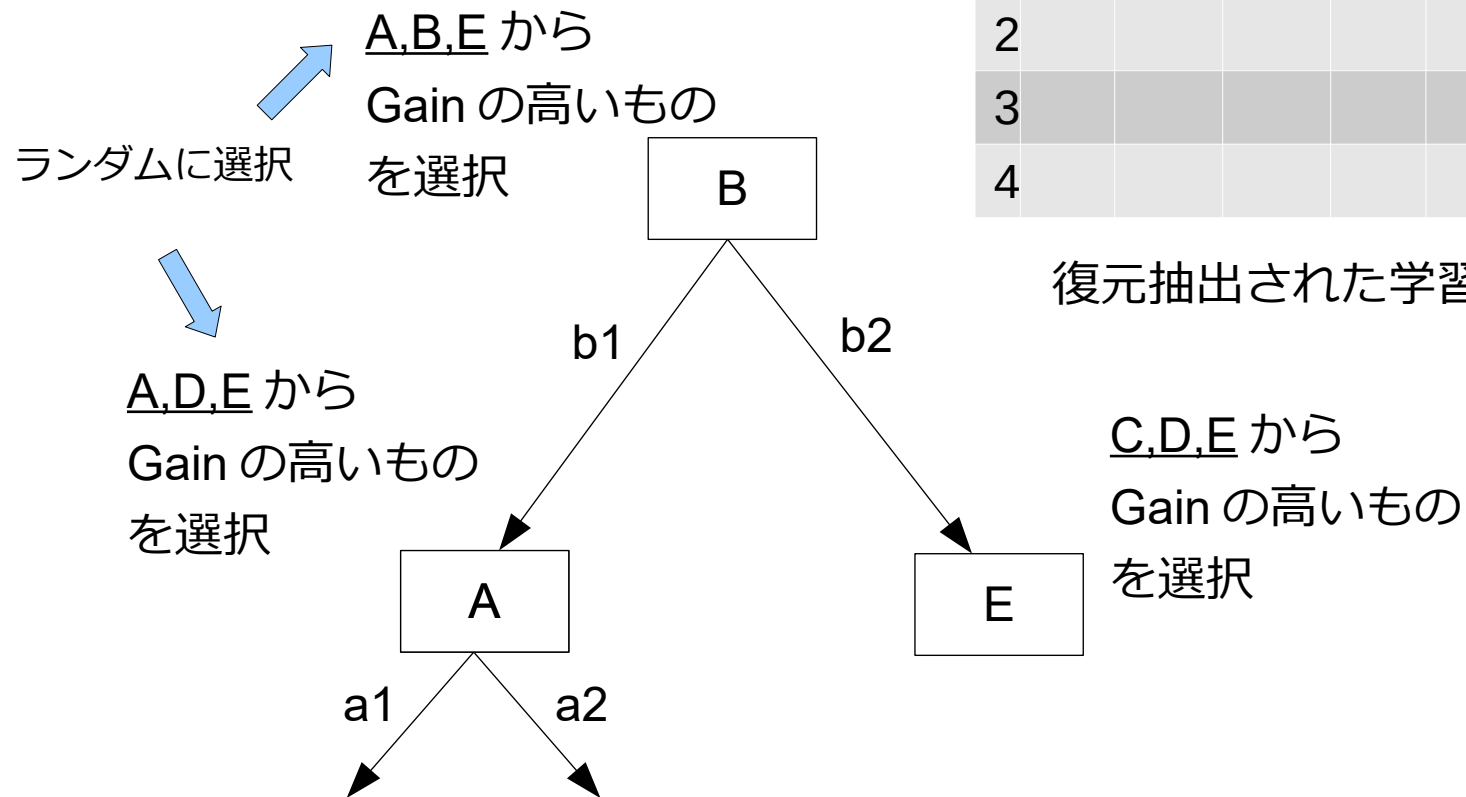 A,B,E から
Gain の高いもの
を選択
ランダムに選択
2
3
4
B
復元抽出された学習
b1
b2
A,D,E から
Gain の高いもの
を選択
C,D,E から
Gain の高いもの
を選択
A
E
a1
a2